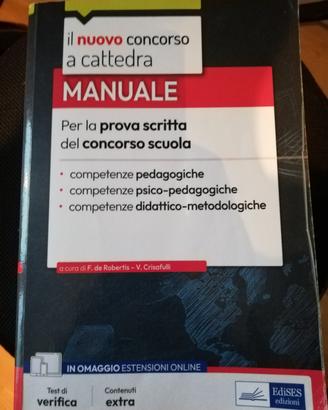 il nuovo concorso
a cattedra
MANUALE
Per la prova scritta
del concorso scuola
• competenze pedagogiche
• competenze psico-pedagogiche
• competenze didattico-metodologiche
a cura di F. de Robertis – V. Crisafulli
IN OMAGGIO ESTENSIONI ONLINE
Test di
verifica
Contenuti
extra
EdiSES
edizioni